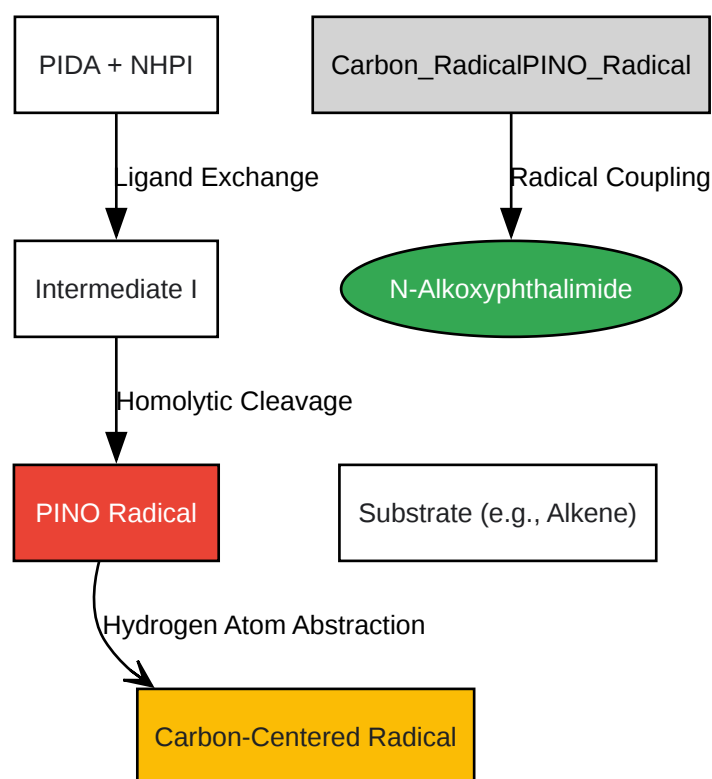 PIDA + NHPI
Carbon_RadicalPINO_Radical
Ligand Exchange
Radical Coupling
Intermediate I
N-Alkoxyphthalimide
Homolytic Cleavage
PINO Radical
Substrate (e.g., Alkene)
Hydrogen Atom Abstraction
Carbon-Centered Radical